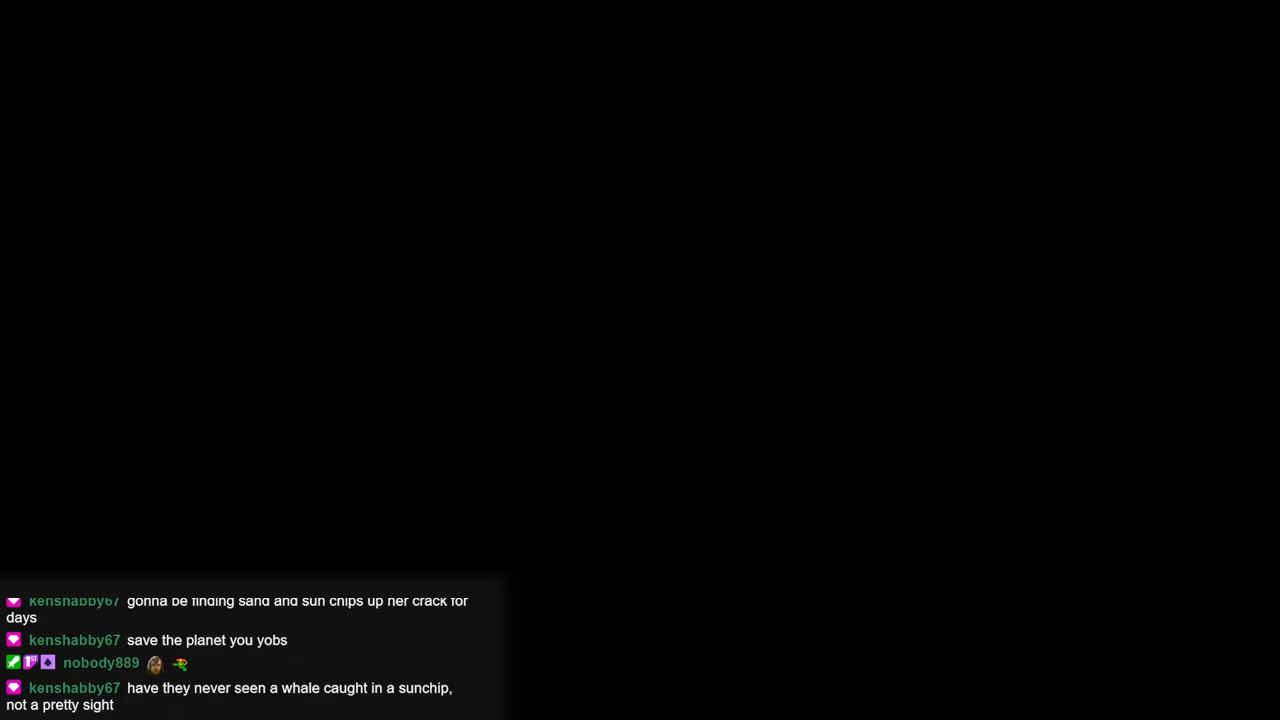 kenshabby67 gonna be finding sand and sun chips up her crack for
days
kenshabby67 save the planet you yobs
nobody889
kenshabby67 have they never seen a whale caught in a sunchip,
not a pretty sight